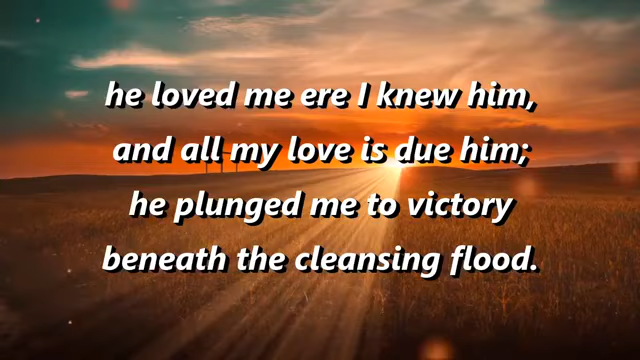 he loved me ere I knew him,
and all my love is due him;
he plunged me to victory
beneath the cleansing flood.